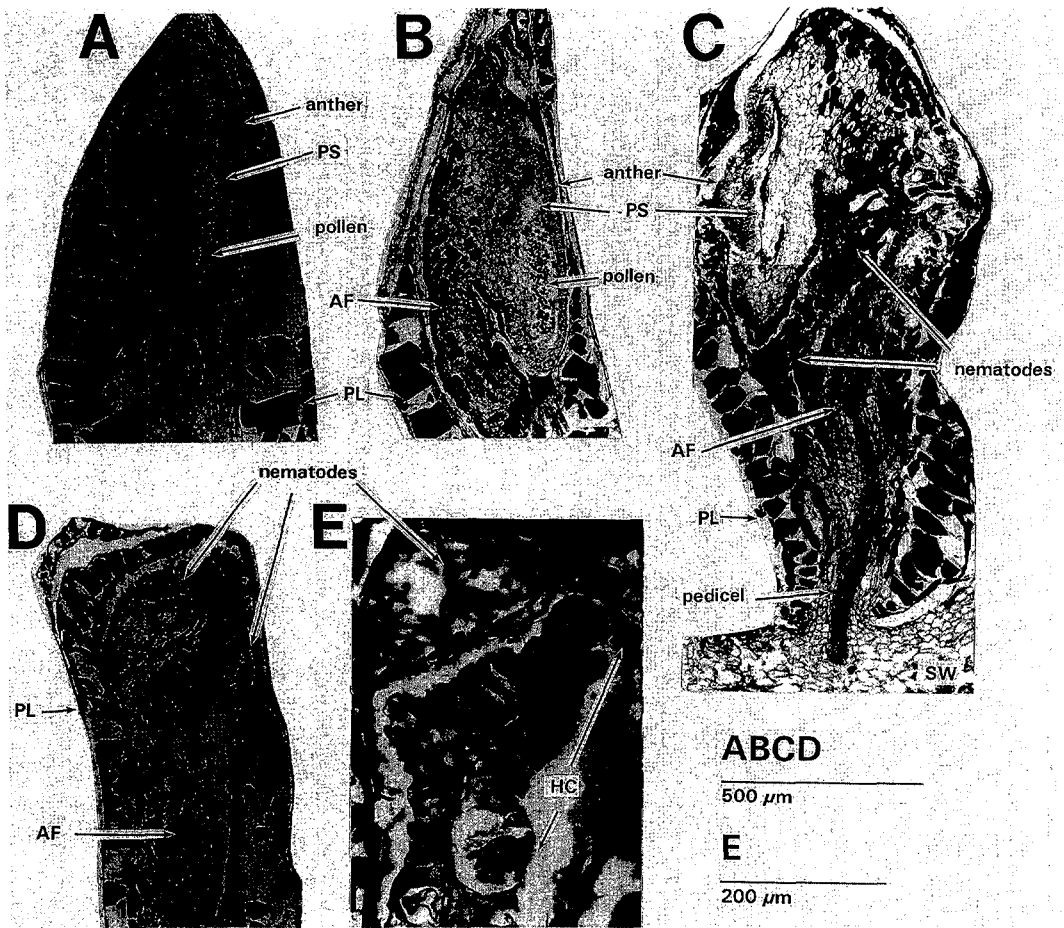 A
B
C
anther
PS
pollen
anther
PS
pollen
AF
PL
nematodes
AF
PL
pedicel
SW
nematodes
D
E
PL
AF
HC
ABCD
500 µm
E
200 µm